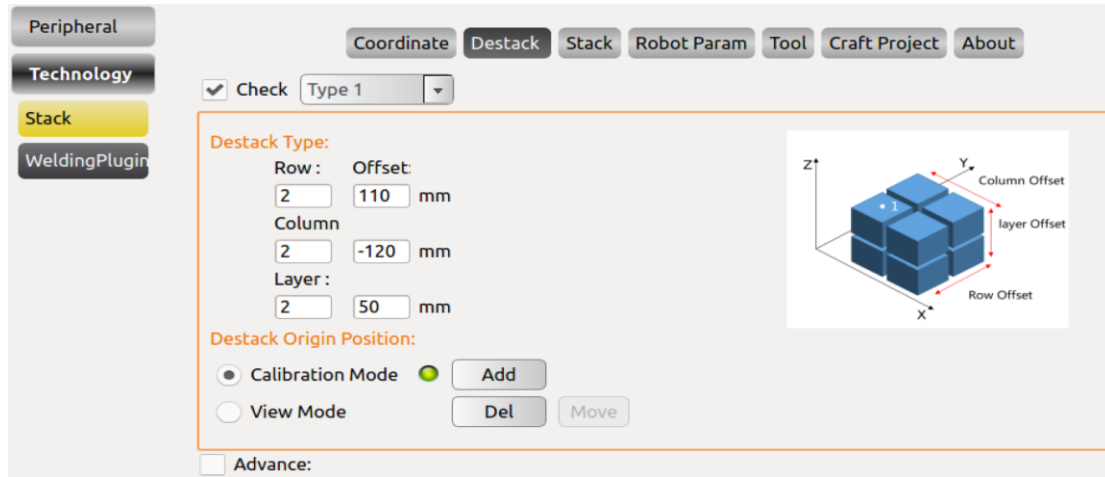 Peripheral
Technology
Stack
WeldingPlugin
Coordinate Destack Stack Robot Param Tool Craft Project About
Check Type 1
Destack Type:
Row : Offset:
2 110 mm
Column
2 -120 mm
Layer :
2 50 mm
Z
Y
Column Offset
1
layer Offset
Row Offset
X
Destack Origin Position:
Calibration Mode Add
View Mode Del Move
Advance: